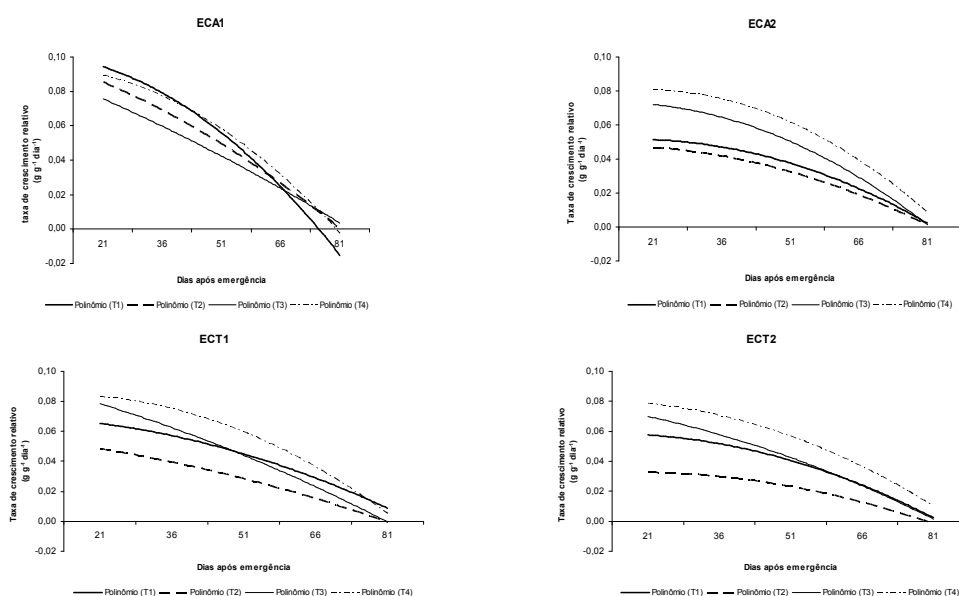 ECA1
taxa de crescimento relativo
(g g-1 dia-1)
0,10
0,08
0,06
0,04
0,02
0,00
-0,02
21 36 51 66 81
Dias após emergência
Polinômio (T1) Polinômio (T2) Polinômio (T3) Polinômio (T4)
ECA2
Taxa de crescimento relativo
(g g-1 dia-1)
0,10
0,08
0,06
0,04
0,02
0,00
-0,02
21 36 51 66 81
Dias após emergência
Polinômio (T1) Polinômio (T2) Polinômio (T3) Polinômio (T4)
ECT1
Taxa de crescimento relativo
(g g-1 dia-1)
0,10
0,08
0,06
0,04
0,02
0,00
-0,02
21 36 51 66 81
Dias após emergência
Polinômio (T1) Polinômio (T2) Polinômio (T3) Polinômio (T4)
ECT2
Taxa de crescimento relativo
(g g-1 dia-1)
0,10
0,08
0,06
0,04
0,02
0,00
-0,02
21 36 51 66 81
Dias após emergência
Polinômio (T1) Polinômio (T2) Polinômio (T3) Polinômio (T4)